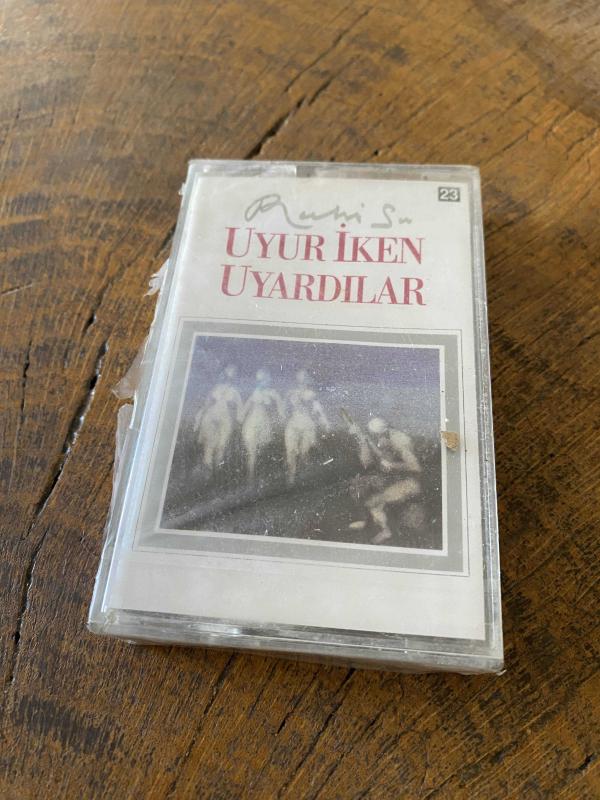 23
Ruhi Su
UYUR İKEN
UYARDILAR